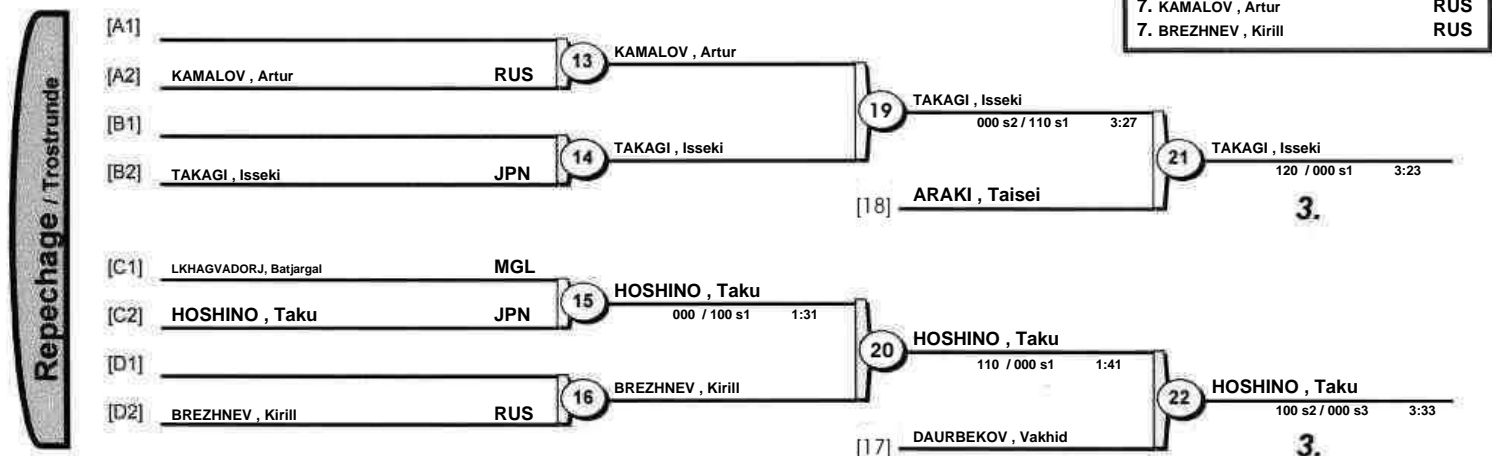 7. KAMALOV , Artur RUS
7. BREZHNEV , Kirill RUS
Repechage / Trostrunde
[A1]
[A2] KAMALOV , Artur RUS
13 KAMALOV , Artur
[B1]
[B2] TAKAGI , Isseki JPN
14 TAKAGI , Isseki
19 TAKAGI , Isseki
000 s2 / 110 s1 3:27
[18] ARAKI , Taisei
21 TAKAGI , Isseki
120 / 000 s1 3:23
3.
[C1] LKHAGVADORJ, Batjargal MGL
[C2] HOSHINO , Taku JPN
15 HOSHINO , Taku
000 / 100 s1 1:31
[D1]
[D2] BREZHNEV , Kirill RUS
16 BREZHNEV , Kirill
20 HOSHINO , Taku
110 / 000 s1 1:41
[17] DAURBEKOV , Vakhid
22 HOSHINO , Taku
100 s2 / 000 s3 3:33
3.